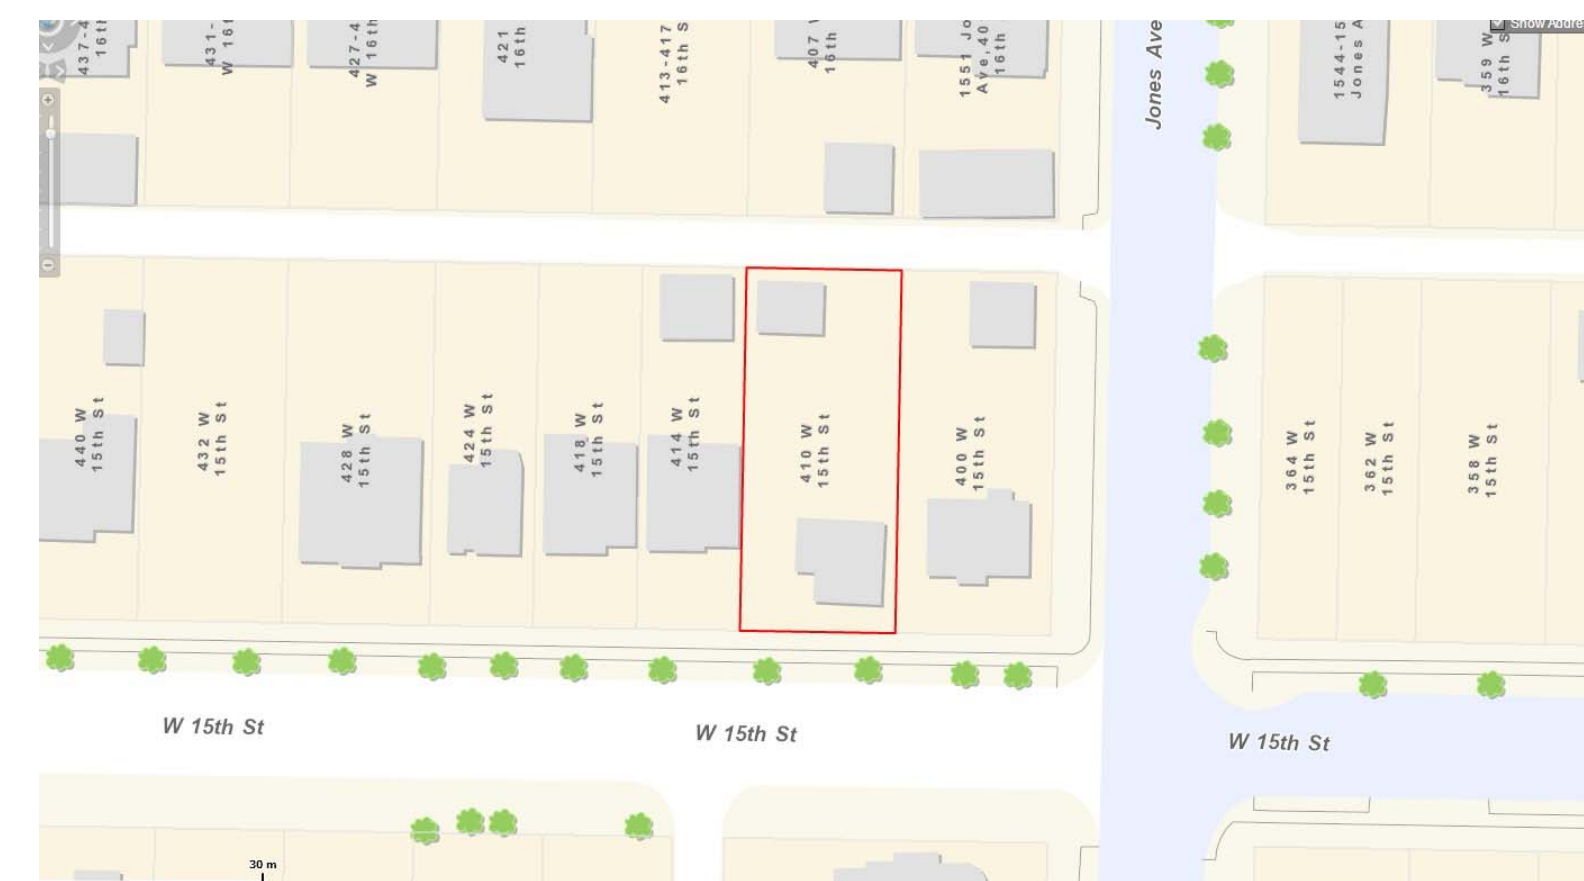 437-4
16th
431-
W 16t
427-4
W 16th
421
16th
413-417
16th S
407
16th
1551 Jo
Ave,40
16th
Jones Ave
1544-15
Jones A
359 W
16th S
Show Addre
440 W
15th St
432 W
15th St
428 W
15th St
424 W
15th St
418 W
15th St
414 W
15th St
410 W
15th St
400 W
15th St
364 W
15th St
362 W
15th St
358 W
15th St
W 15th St
W 15th St
W 15th St
30 m